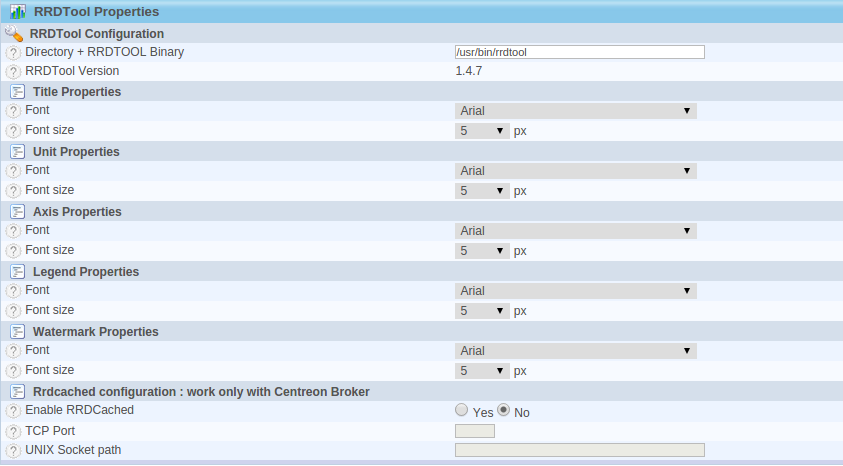 RRDTool Properties
RRDTool Configuration
? Directory + RRDTOOL Binary /usr/bin/rrdtool
? RRDTool Version 1.4.7
Title Properties
? Font Arial
? Font size 5 px
Unit Properties
? Font Arial
? Font size 5 px
Axis Properties
? Font Arial
? Font size 5 px
Legend Properties
? Font Arial
? Font size 5 px
Watermark Properties
? Font Arial
? Font size 5 px
Rrdcached configuration : work only with Centreon Broker
? Enable RRDCached Yes No
? TCP Port
? UNIX Socket path